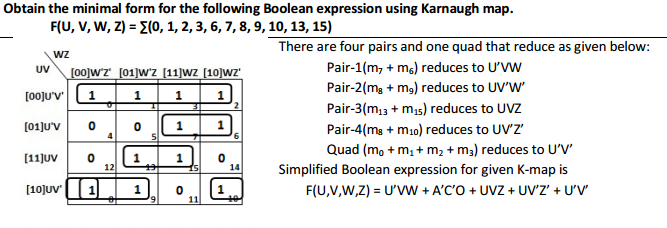 Obtain the minimal form for the following Boolean expression using Karnaugh map.
F(U, V, W, Z) = Σ(0, 1, 2, 3, 6, 7, 8, 9, 10, 13, 15)
WZ
UV
[00]W'Z' [01]W'Z [11]WZ [10]WZ'
[00]U'V' 1 0 1 1 1 3 1 2
[01]U'V 0 4 0 5 1 7 1 6
[11]UV 0 12 1 13 1 15 0 14
[10]UV' 1 8 1 9 0 11 1 10
There are four pairs and one quad that reduce as given below:
Pair-1(m₇ + m₆) reduces to U'VW
Pair-2(m₈ + m₉) reduces to UV'W'
Pair-3(m₁₃ + m₁₅) reduces to UVZ
Pair-4(m₈ + m₁₀) reduces to UV'Z'
Quad (m₀ + m₁ + m₂ + m₃) reduces to U'V'
Simplified Boolean expression for given K-map is
F(U,V,W,Z) = U'VW + A'C'O + UVZ + UV'Z' + U'V'